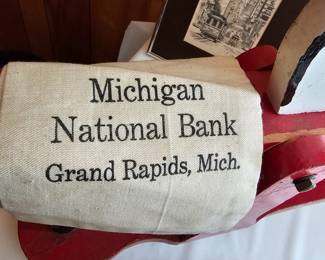 Michigan
National Bank
Grand Rapids, Mich.